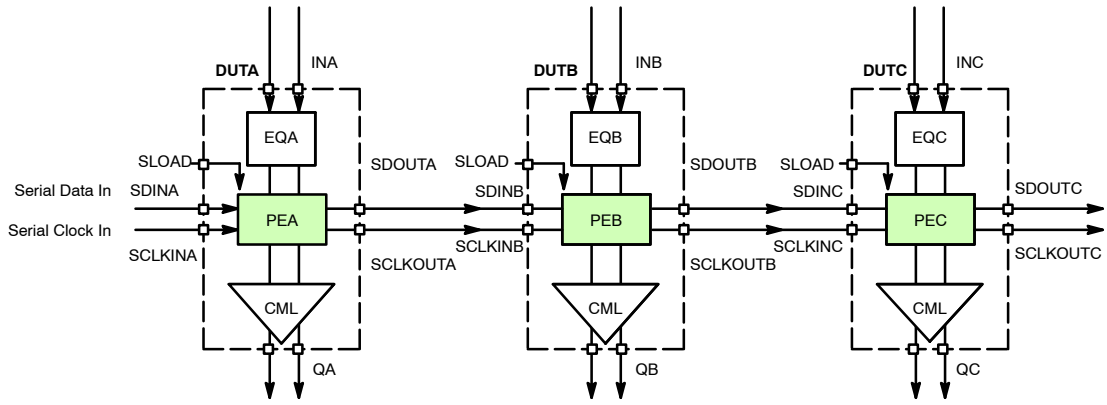 DUTA
INA
DUTB
INB
DUTC
INC
EQA
EQB
EQC
SLOAD
SDOUTA
SLOAD
SDOUTB
SLOAD
Serial Data In
SDINA
SDINB
SDINC
SDOUTC
PEA
PEB
PEC
Serial Clock In
SCLKINA
SCLKOUTA
SCLKINB
SCLKOUTB
SCLKINC
SCLKOUTC
CML
CML
CML
QA
QB
QC